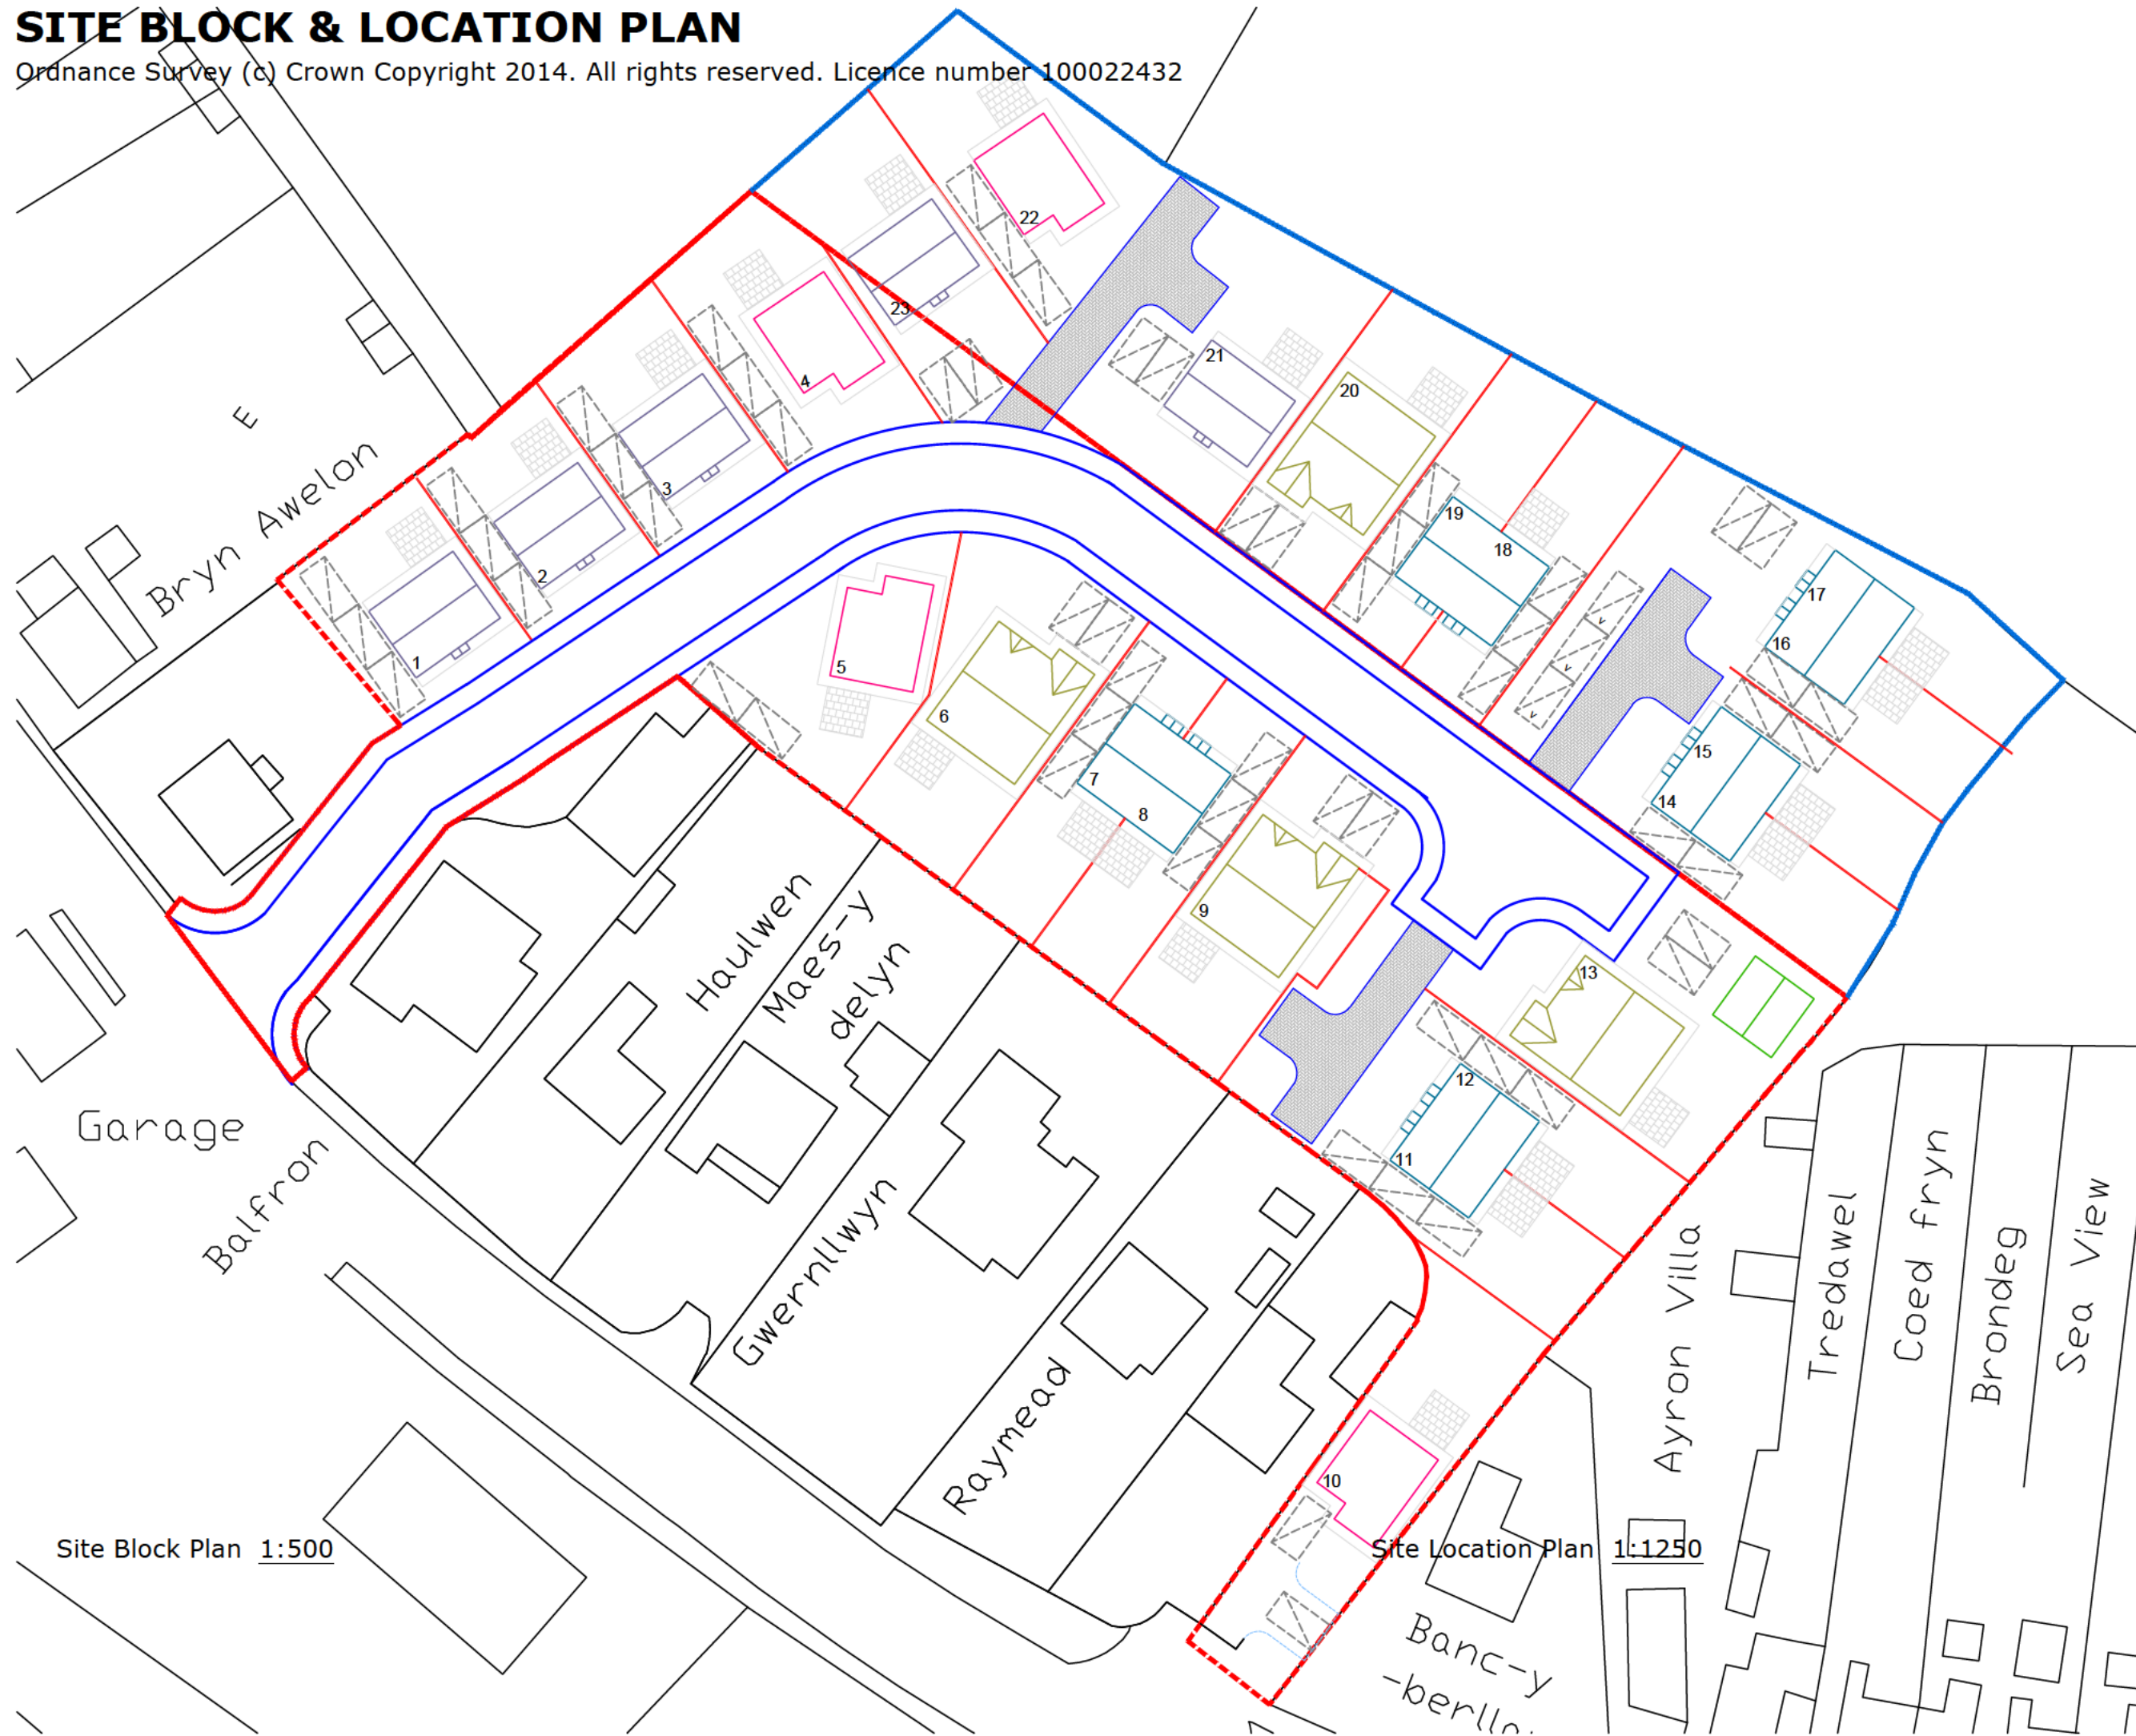 SITE BLOCK & LOCATION PLAN
Ordnance Survey (c) Crown Copyright 2014. All rights reserved. Licence number 100022432
22
23
4
21
20
E
Bryn Awelon
3
19
18
2
17
16
1
5
6
15
7
8
14
Haulwen
Maes-y
delyn
9
13
12
11
Garage
Balfron
Gwernllwyn
Raymead
Ayron Villa
Tredawel
Coed fryn
Brondeg
Sea View
10
v
v
v
Site Block Plan 1:500
Site Location Plan 1:1250
Banc-y